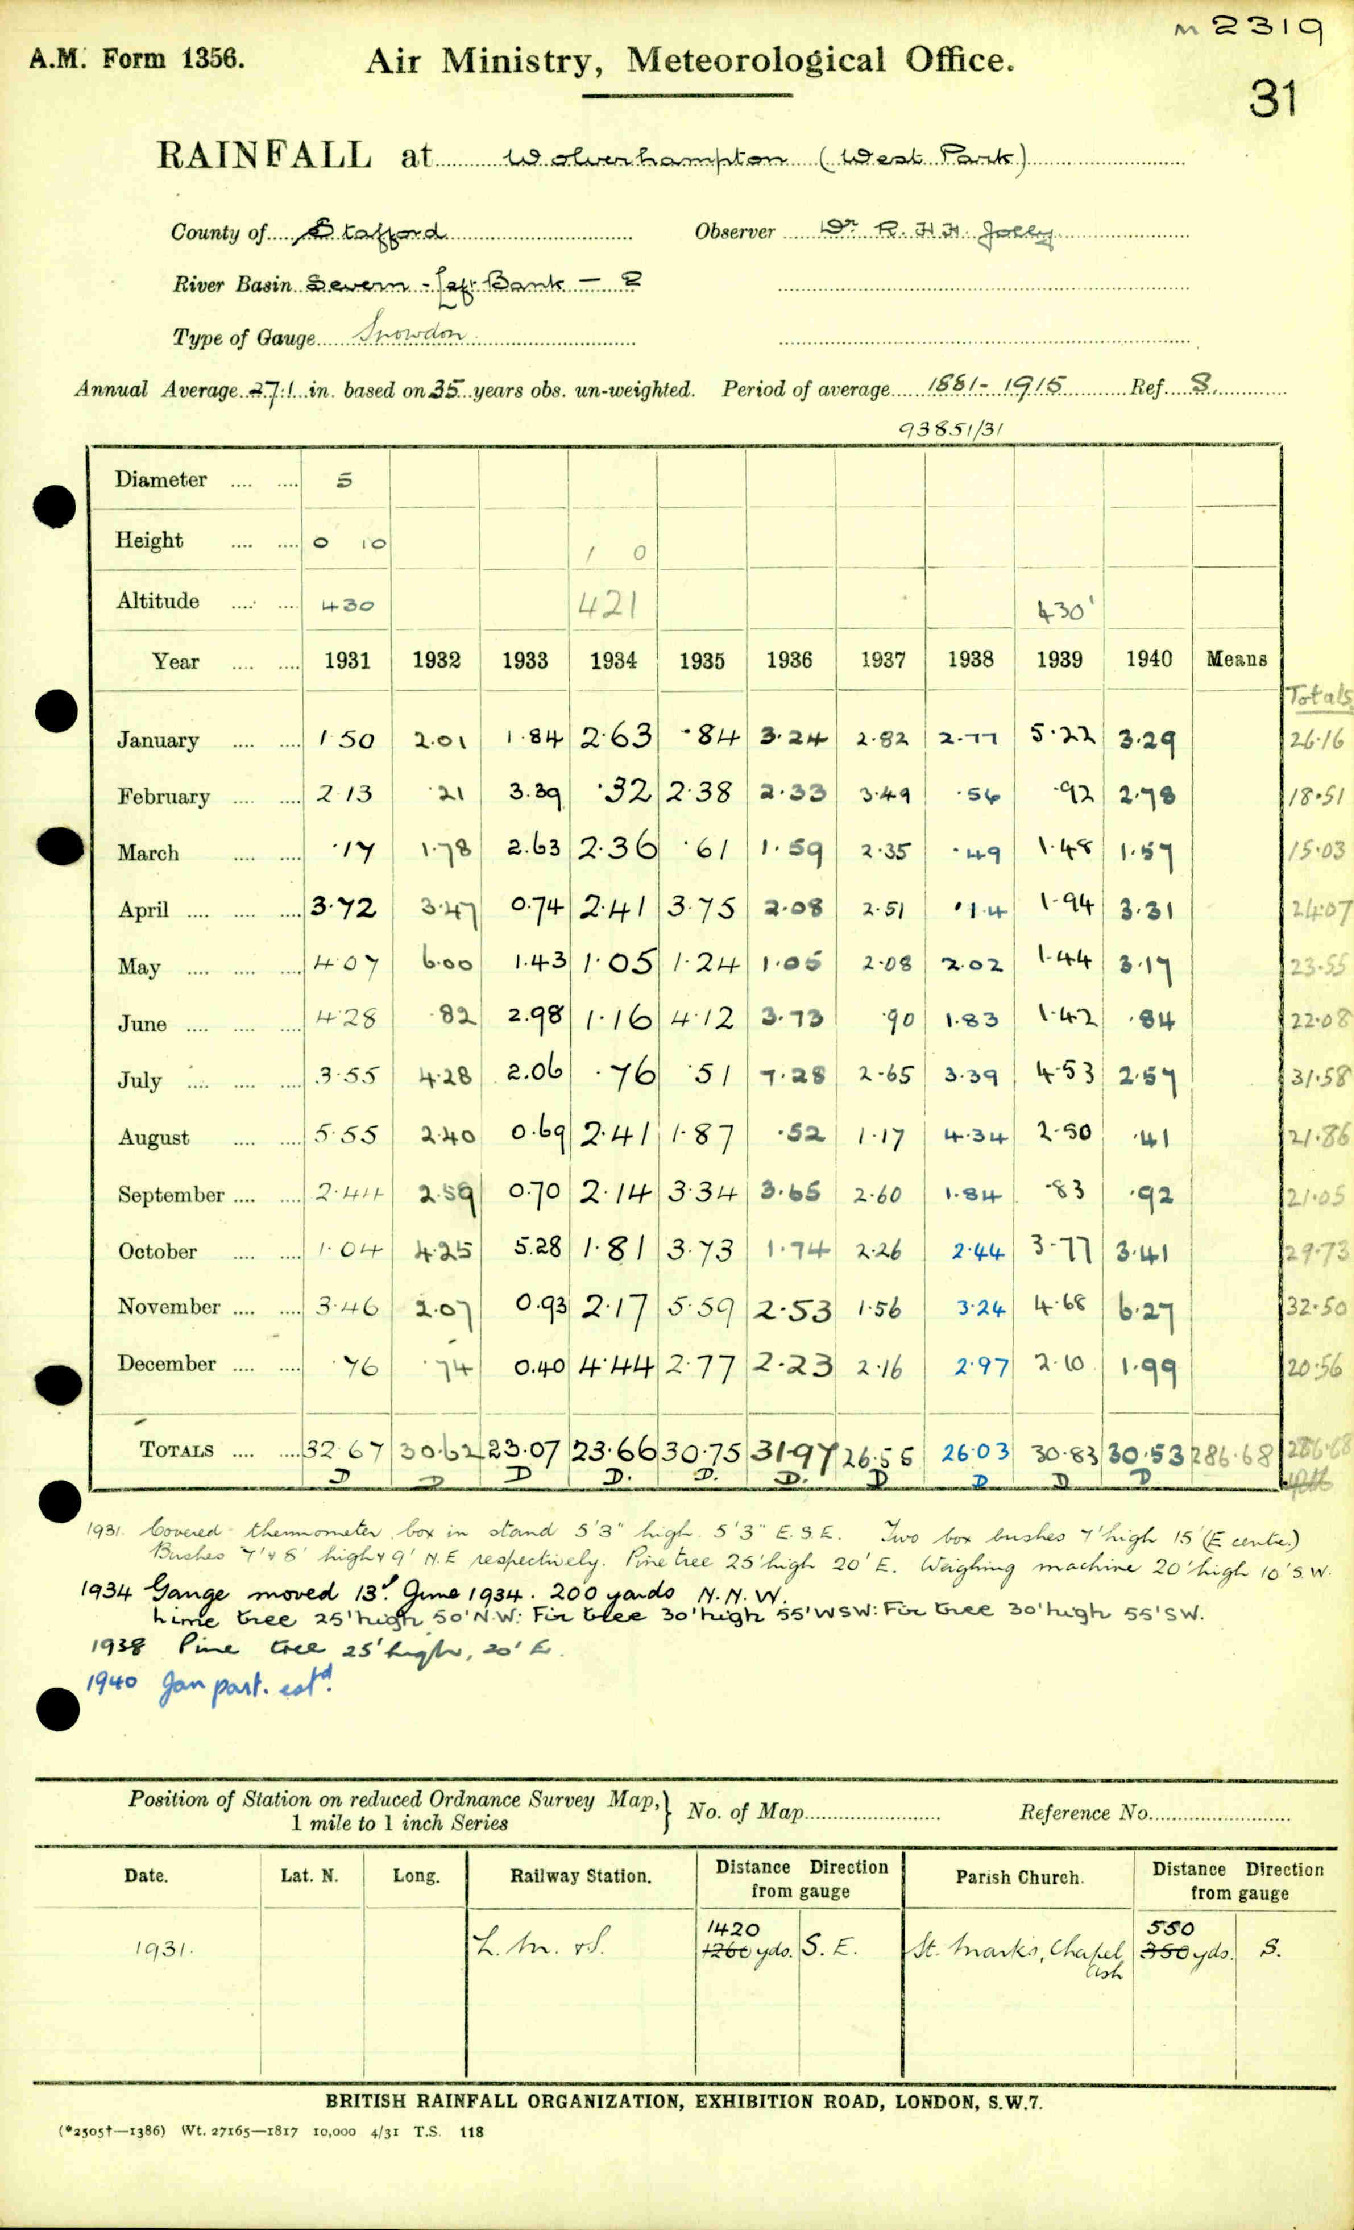 M 2319
A.M. Form 1356. Air Ministry, Meteorological Office.
31
RAINFALL at Wolverhampton (West Park)
County of Stafford Observer Dr R. H. H. Jolly
River Basin Severn - Left Bank — 2
Type of Gauge Snowdon
Annual Average 27.1 in. based on 35 years obs. un-weighted. Period of average 1881-1915 Ref. S.
93851/31
Diameter .... .... 5
Height .... .... 0 10 1 0
Altitude .... .... 430 421 430'
Year .... .... 1931 1932 1933 1934 1935 1936 1937 1938 1939 1940 Means
Totals
January .... .... 1.50 2.01 1.84 2.63 .84 3.24 2.82 2.77 5.22 3.29 26.16
February .... .... 2.13 .21 3.39 .32 2.38 2.33 3.49 .56 .92 2.78 18.51
March .... .... .17 1.78 2.63 2.36 .61 1.59 2.35 .49 1.48 1.57 15.03
April .... .... .... 3.72 3.47 0.74 2.41 3.75 2.08 2.51 .14 1.94 3.31 24.07
May .... .... .... 4.07 6.00 1.43 1.05 1.24 1.05 2.08 2.02 1.44 3.17 23.55
June .... .... .... 4.28 .82 2.98 1.16 4.12 3.73 .90 1.83 1.42 .84 22.08
July .... .... .... 3.55 4.28 2.06 .76 .51 7.28 2.65 3.39 4.53 2.57 31.58
August .... .... 5.55 2.40 0.69 2.41 1.87 .52 1.17 4.34 2.50 .41 21.86
September .... .... 2.44 2.59 0.70 2.14 3.34 3.65 2.60 1.84 .83 .92 21.05
October .... .... 1.04 4.25 5.28 1.81 3.73 1.74 2.26 2.44 3.77 3.41 29.73
November .... .... 3.46 2.07 0.93 2.17 5.59 2.53 1.56 3.24 4.68 6.27 32.50
December .... .... .76 .74 0.40 4.44 2.77 2.23 2.16 2.97 2.10 1.99 20.56
TOTALS .... .... 32.67 30.62 23.07 23.66 30.75 31.97 26.55 26.03 30.83 30.53 286.68 286.68
D D D D. D. D. D D D D
1931. Covered thermometer box in stand 5'3" high 5'3" E.S.E. Two box bushes 7' high 15' (E centre)
Bushes 7' & 8' high & 9' N.E respectively. Pine tree 25' high 20' E. Weighing machine 20' high 10' S.W.
1934 Gauge moved 13th June 1934. 200 yards N.N.W.
Lime tree 25' high 50' N.W: Fir tree 30' high 55' WSW: Fir tree 30' high 55' SW.
1938 Pine tree 25' high, 20' E.
1940 Jan part. estd.
Position of Station on reduced Ordnance Survey Map, } No. of Map Reference No.
1 mile to 1 inch Series
Date. Lat. N. Long. Railway Station. Distance Direction from gauge Parish Church. Distance Direction from gauge
1931. L. M. & S. 1420 1260 yds. S. E. St. Marks, Chapel Ash 550 350 yds. S.
BRITISH RAINFALL ORGANIZATION, EXHIBITION ROAD, LONDON, S.W.7.
(*2505†—1386) Wt. 27165—1817 10,000 4/31 T.S. 118